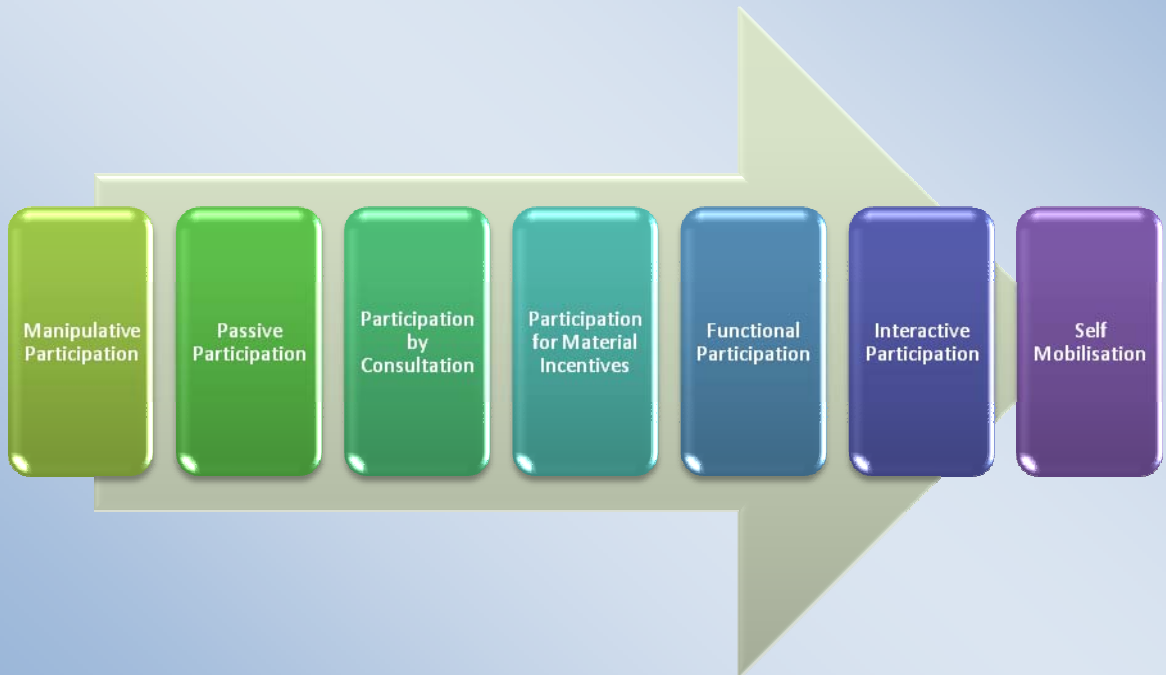 Manipulative
Participation
Passive
Participation
Participation
by
Consultation
Participation
for Material
Incentives
Functional
Participation
Interactive
Participation
Self
Mobilisation